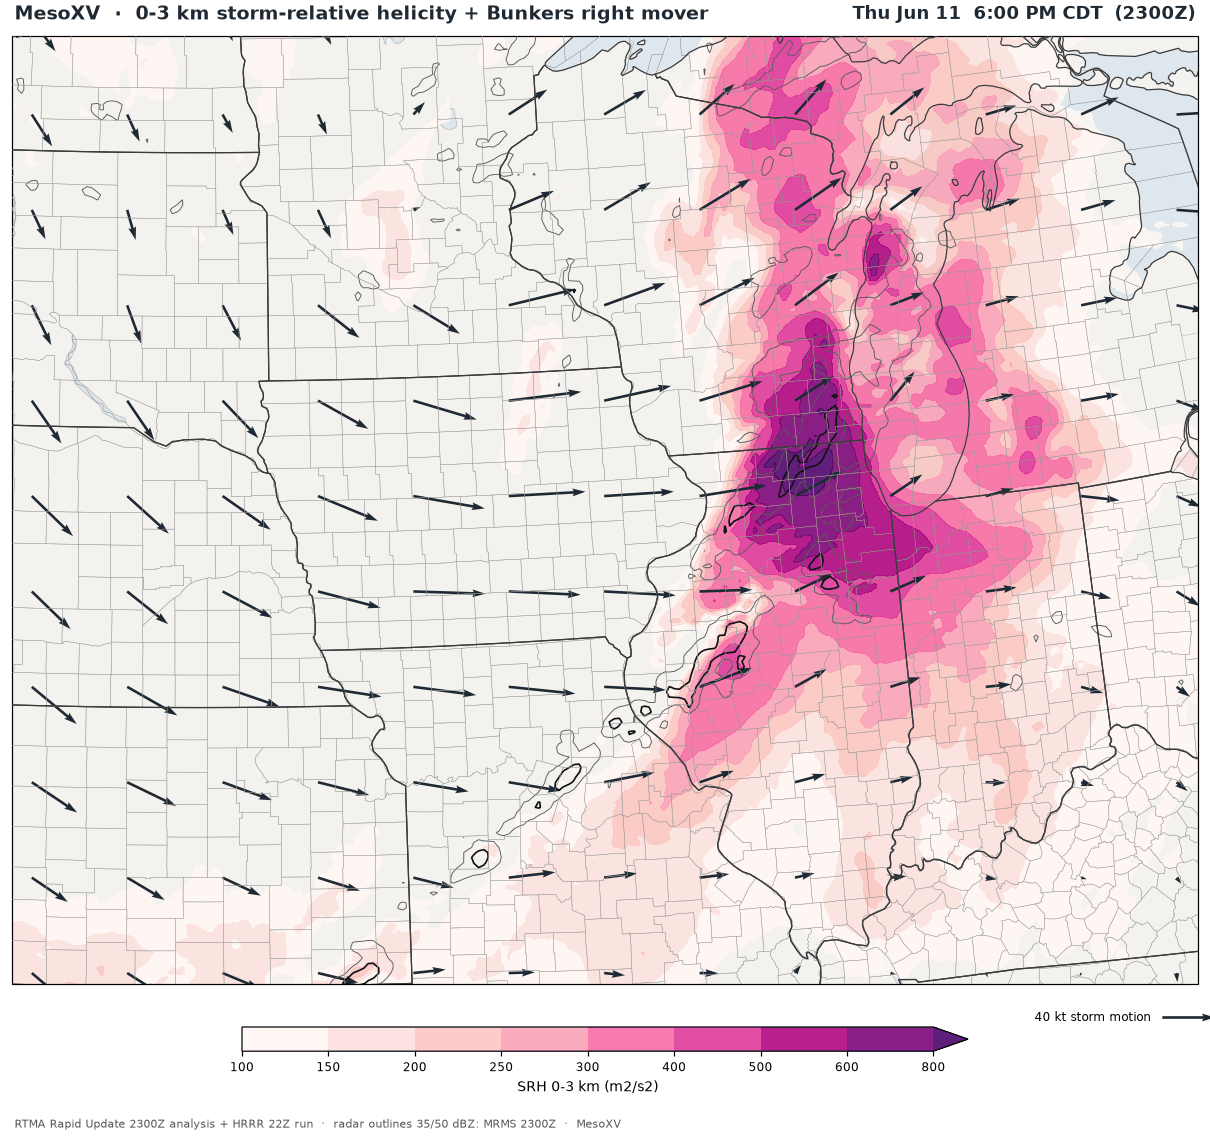 MesoXV · 0-3 km storm-relative helicity + Bunkers right mover
Thu Jun 11 6:00 PM CDT (2300Z)
40 kt storm motion
100 150 200 250 300 400 500 600 800
SRH 0-3 km (m2/s2)
RTMA Rapid Update 2300Z analysis + HRRR 22Z run · radar outlines 35/50 dBZ: MRMS 2300Z · MesoXV